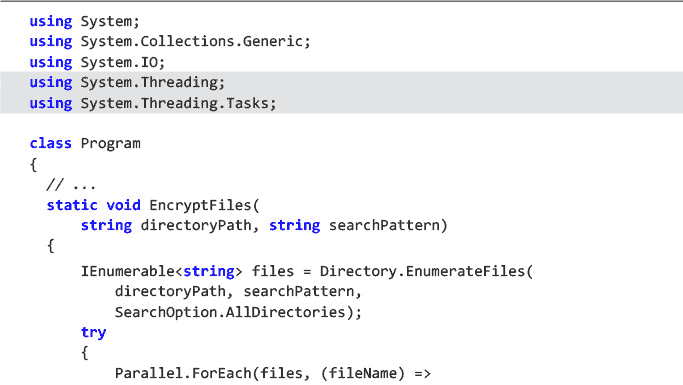 using System;
using System.Collections.Generic;
using System.IO;
using System.Threading;
using System.Threading.Tasks;
class Program
{
// ...
static void EncryptFiles(
string directoryPath, string searchPattern)
{
IEnumerable<string> files = Directory.EnumerateFiles(
directoryPath, searchPattern,
SearchOption.AllDirectories);
try
{
Parallel.ForEach(files, (fileName) =>